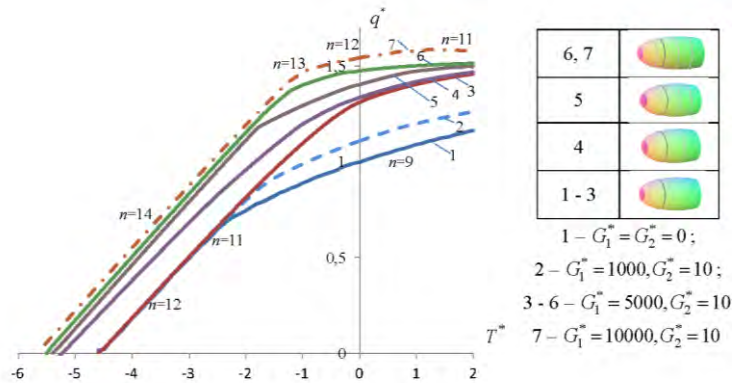 q*
n=11
n=12
7
n=13
6
1,5
3
4
5
2
1
1
n=9
n=14
n=11
0,5
n=12
T*
0
-6 -5 -4 -3 -2 -1 0 1 2
6, 7
5
4
1 - 3
1 – G₁* = G₂* = 0 ;
2 – G₁* = 1000, G₂* = 10 ;
3 - 6 – G₁* = 5000, G₂* = 10
7 – G₁* = 10000, G₂* = 10